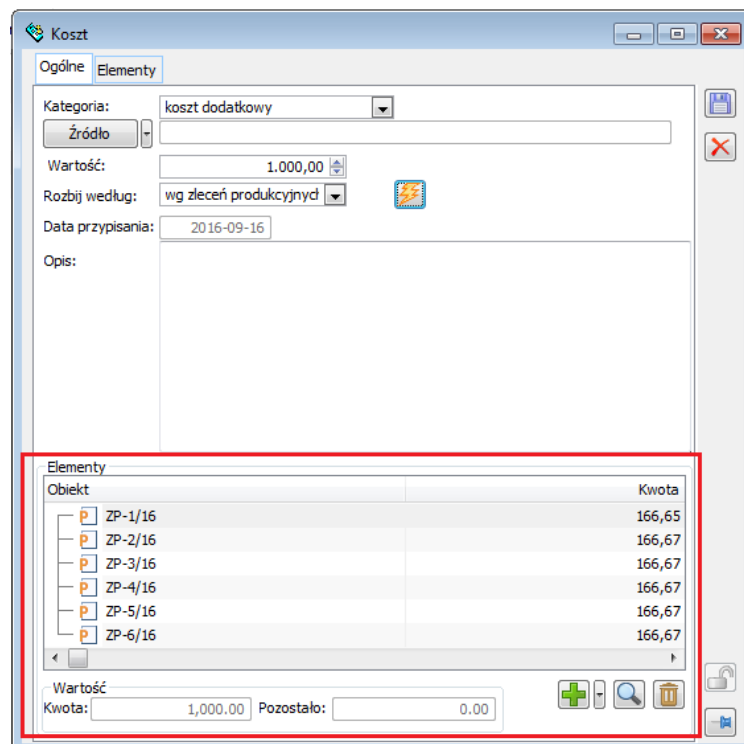 Koszt
Ogólne Elementy
Kategoria: koszt dodatkowy
Źródło
Wartość: 1.000,00
Rozbij według: wg zleceń produkcyjnych
Data przypisania: 2016-09-16
Opis:
Elementy
Obiekt Kwota
ZP-1/16 166,65
ZP-2/16 166,67
ZP-3/16 166,67
ZP-4/16 166,67
ZP-5/16 166,67
ZP-6/16 166,67
Wartość
Kwota: 1,000.00 Pozostało: 0.00